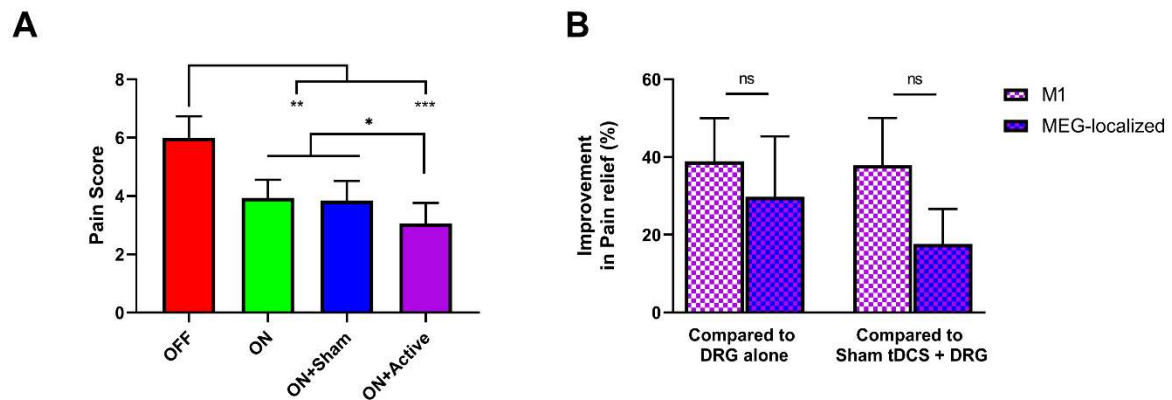 A
Pain Score
8
6
4
2
0
**
***
*
OFF
ON
ON+Sham
ON+Active
B
Improvement
in Pain relief (%)
60
40
20
0
ns
ns
Compared to
DRG alone
Compared to
Sham tDCS + DRG
M1
MEG-localized